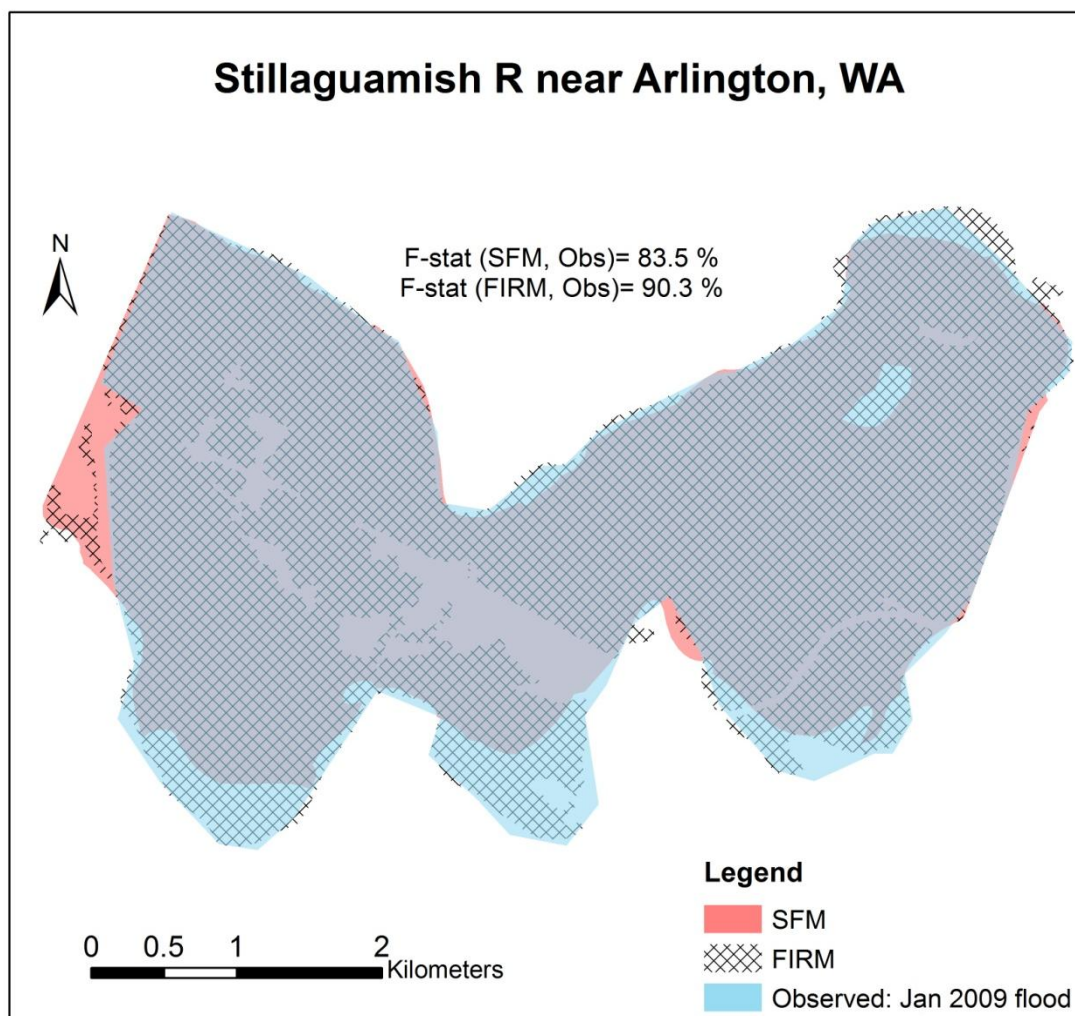 Stillaguamish R near Arlington, WA
N
F-stat (SFM, Obs)= 83.5 %
F-stat (FIRM, Obs)= 90.3 %
Legend
SFM
FIRM
Observed: Jan 2009 flood
0 0.5 1 2
Kilometers